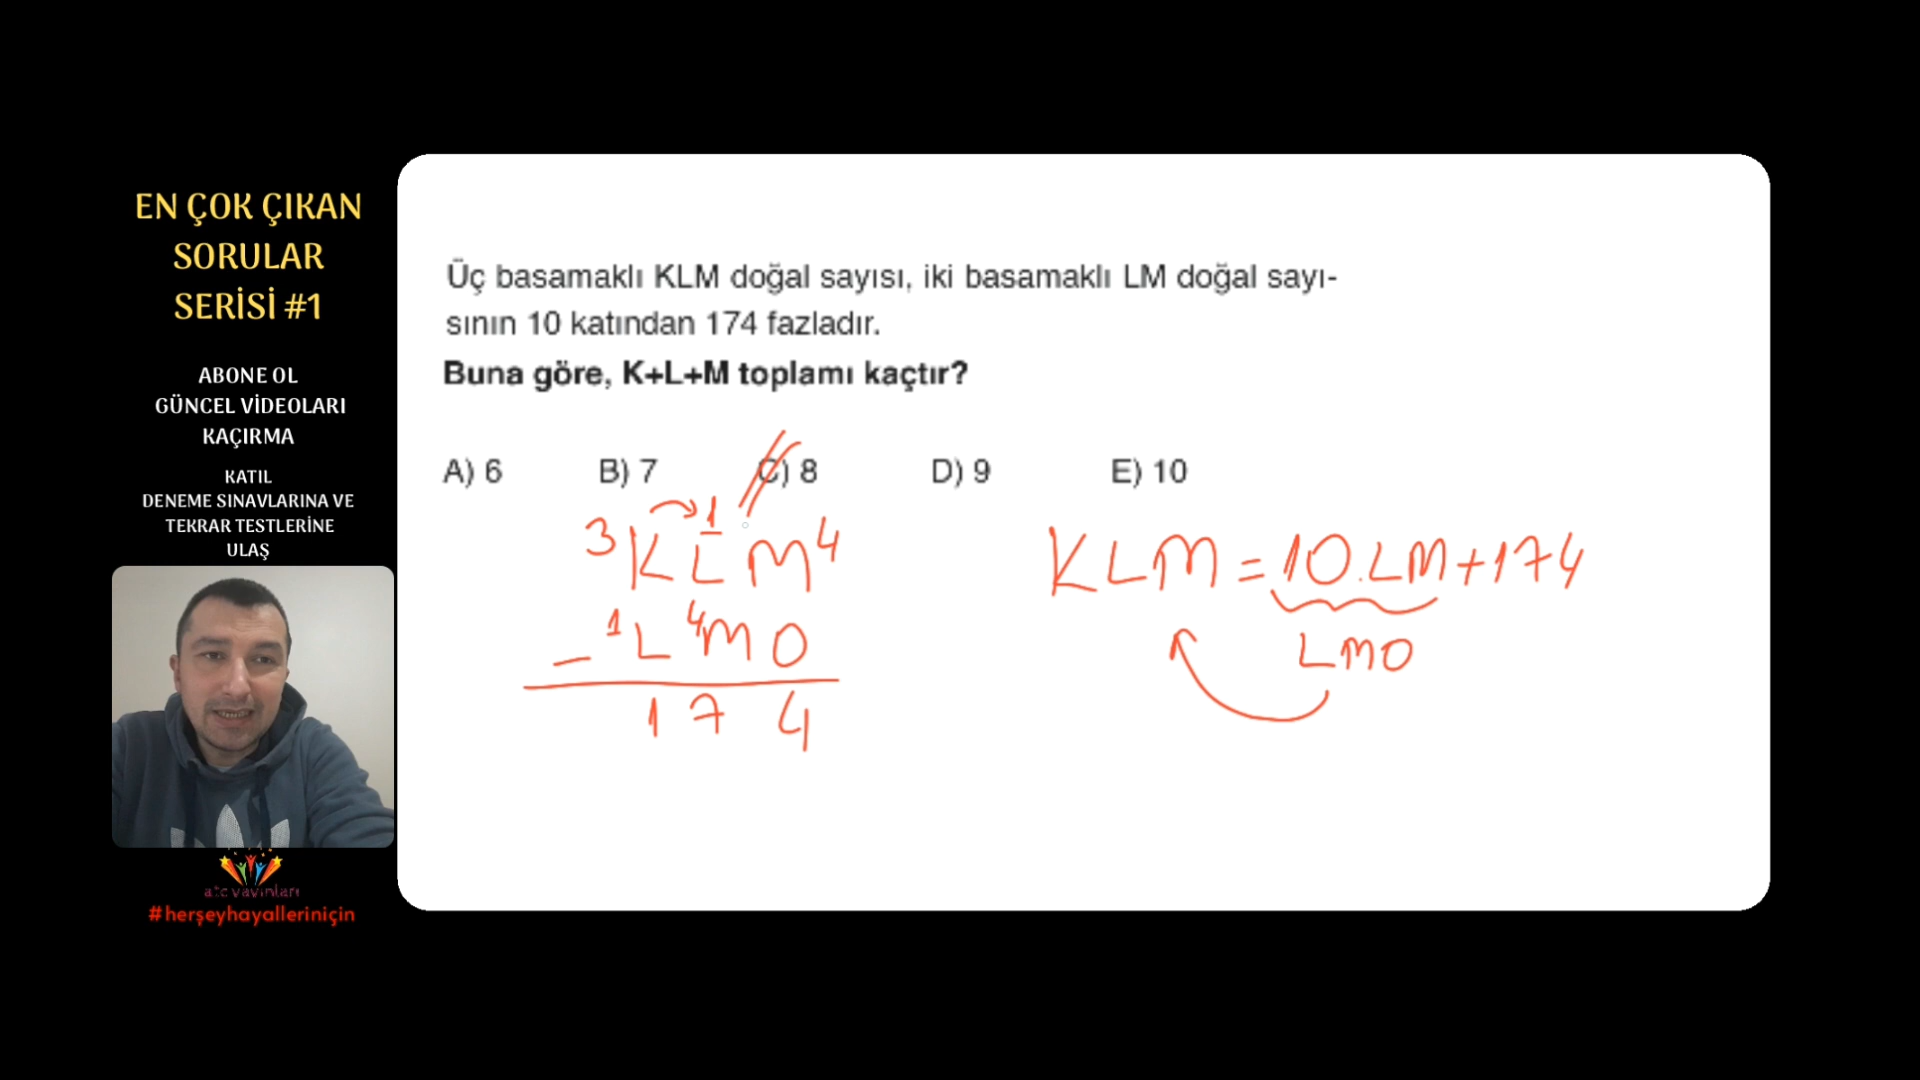 EN ÇOK ÇIKAN
SORULAR
SERİSİ #1
ABONE OL
GÜNCEL VİDEOLARI
KAÇIRMA
KATIL
DENEME SINAVLARINA VE
TEKRAR TESTLERİNE
ULAŞ
atc yayınları
#herşeyhayalleriniçin
Üç basamaklı KLM doğal sayısı, iki basamaklı LM doğal sayı-
sının 10 katından 174 fazladır.
Buna göre, K+L+M toplamı kaçtır?
A) 6 B) 7 C) 8 D) 9 E) 10
1
3 K L M 4
- 1 L 4 M 0
1 7 4
KLM = 10.LM + 174
LM0